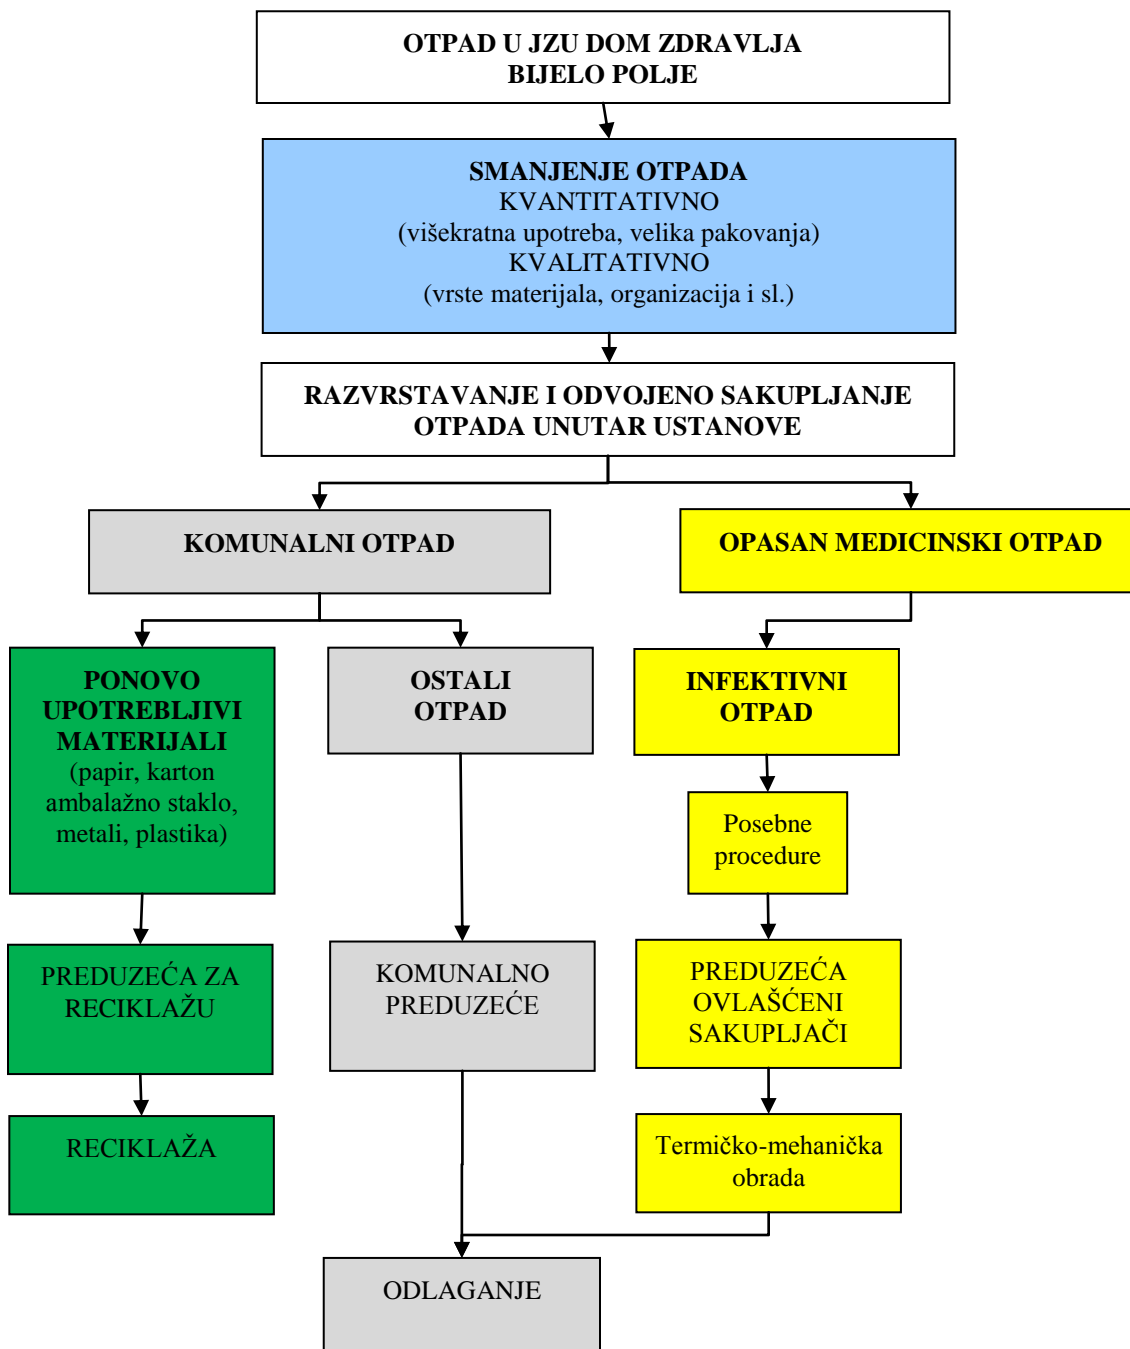 OTPAD U JZU DOM ZDRAVLJA
BIJELO POLJE
SMANJENJE OTPADA
KVANTITATIVNO
(višekratna upotreba, velika pakovanja)
KVALITATIVNO
(vrste materijala, organizacija i sl.)
RAZVRSTAVANJE I ODVOJENO SAKUPLJANJE
OTPADA UNUTAR USTANOVE
KOMUNALNI OTPAD
OPASAN MEDICINSKI OTPAD
PONOVO
UPOTREBLJIVI
MATERIJALI
(papir, karton
ambalažno staklo,
metali, plastika)
OSTALI
OTPAD
INFEKTIVNI
OTPAD
Posebne
procedure
PREDUZEĆA ZA
RECIKLAŽU
KOMUNALNO
PREDUZEĆE
PREDUZEĆA
OVLAŠĆENI
SAKUPLJAČI
RECIKLAŽA
Termičko-mehanička
obrada
ODLAGANJE